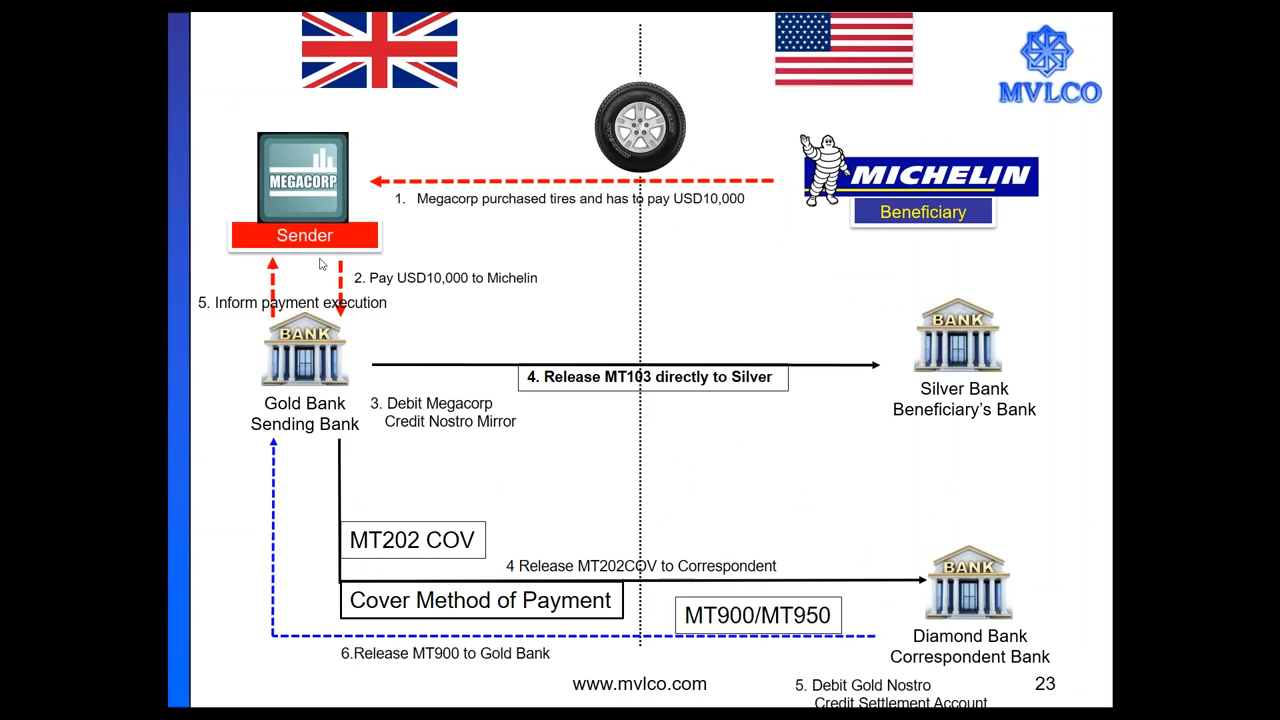 MVLCO
MEGACORP
MICHELIN
1. Megacorp purchased tires and has to pay USD10,000
Beneficiary
Sender
2. Pay USD10,000 to Michelin
5. Inform payment execution
BANK
BANK
4. Release MT103 directly to Silver
Gold Bank
Sending Bank
3. Debit Megacorp
Credit Nostro Mirror
Silver Bank
Beneficiary's Bank
MT202 COV
4 Release MT202COV to Correspondent
BANK
Cover Method of Payment
MT900/MT950
Diamond Bank
Correspondent Bank
6.Release MT900 to Gold Bank
www.mvlco.com
5. Debit Gold Nostro
Credit Settlement Account
23